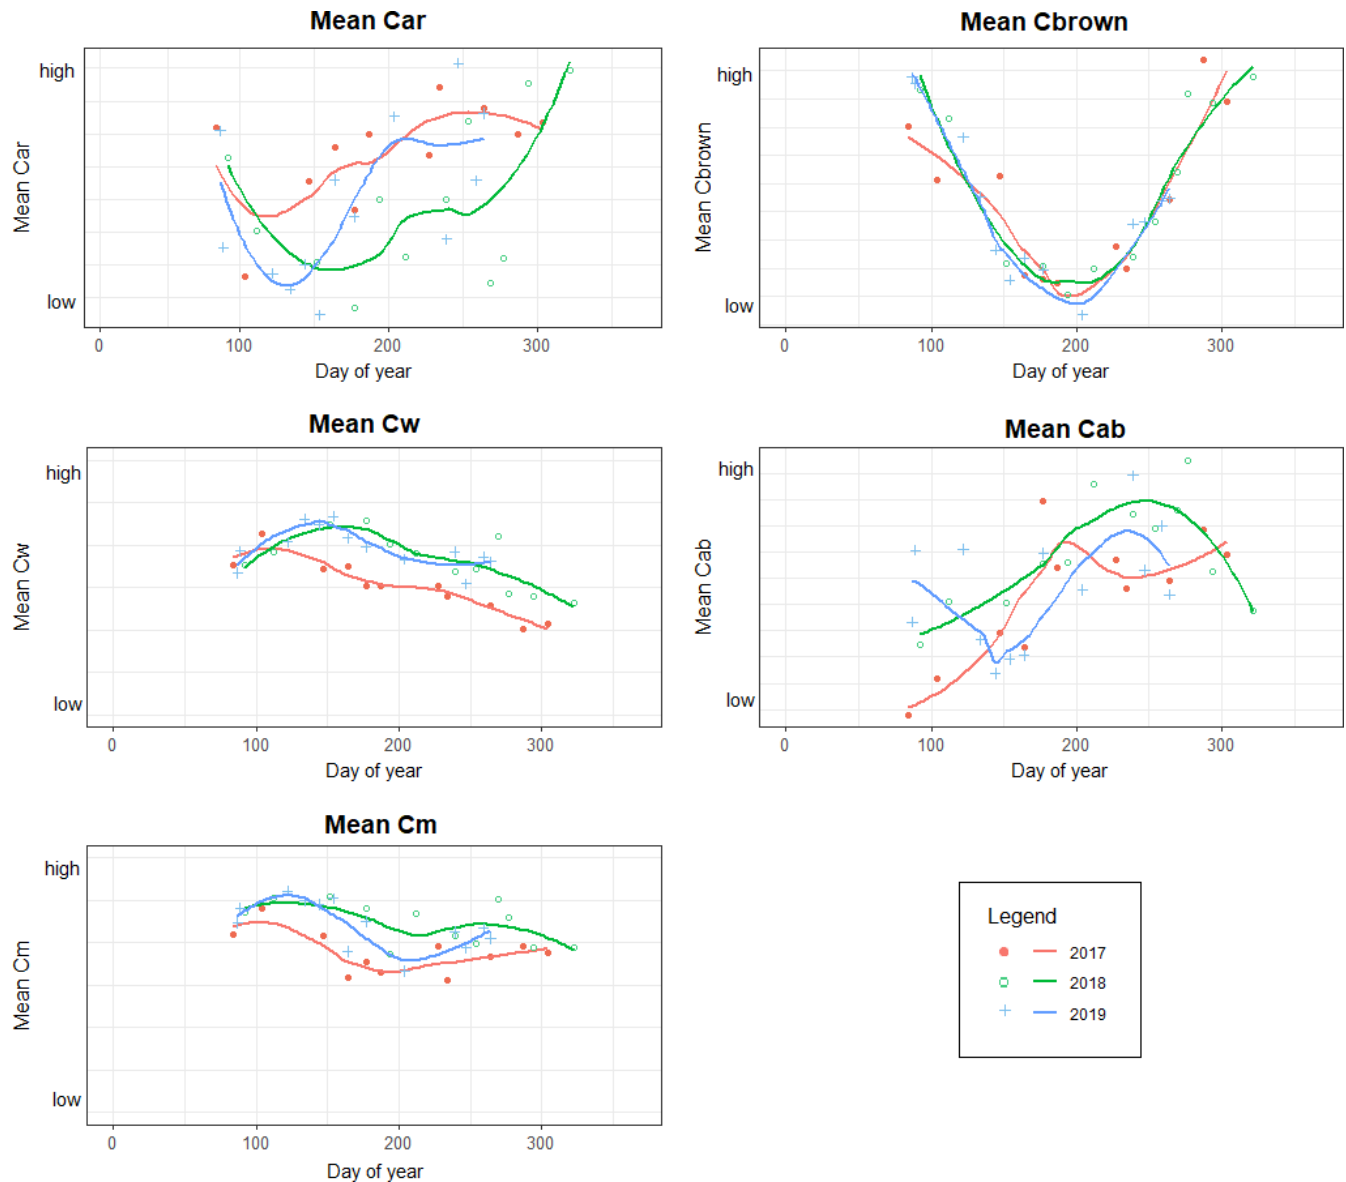 Mean Car
high
Mean Car
low
0 100 200 300
Day of year
Mean Cbrown
high
Mean Cbrown
low
0 100 200 300
Day of year
Mean Cw
high
Mean Cw
low
0 100 200 300
Day of year
Mean Cab
high
Mean Cab
low
0 100 200 300
Day of year
Mean Cm
high
Mean Cm
low
0 100 200 300
Day of year
Legend
2017
2018
2019